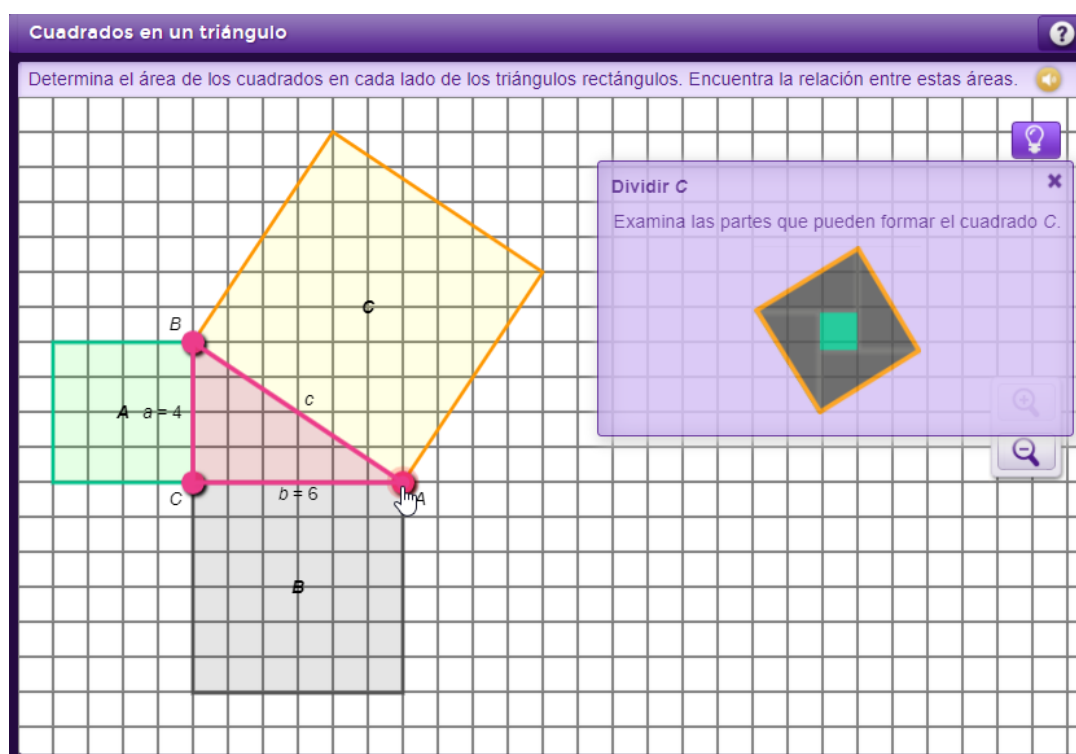 Cuadrados en un triángulo
?
Determina el área de los cuadrados en cada lado de los triángulos rectángulos. Encuentra la relación entre estas áreas.
Dividir C
Examina las partes que pueden formar el cuadrado C.
C
B
c
A a = 4
C
b = 6
A
B